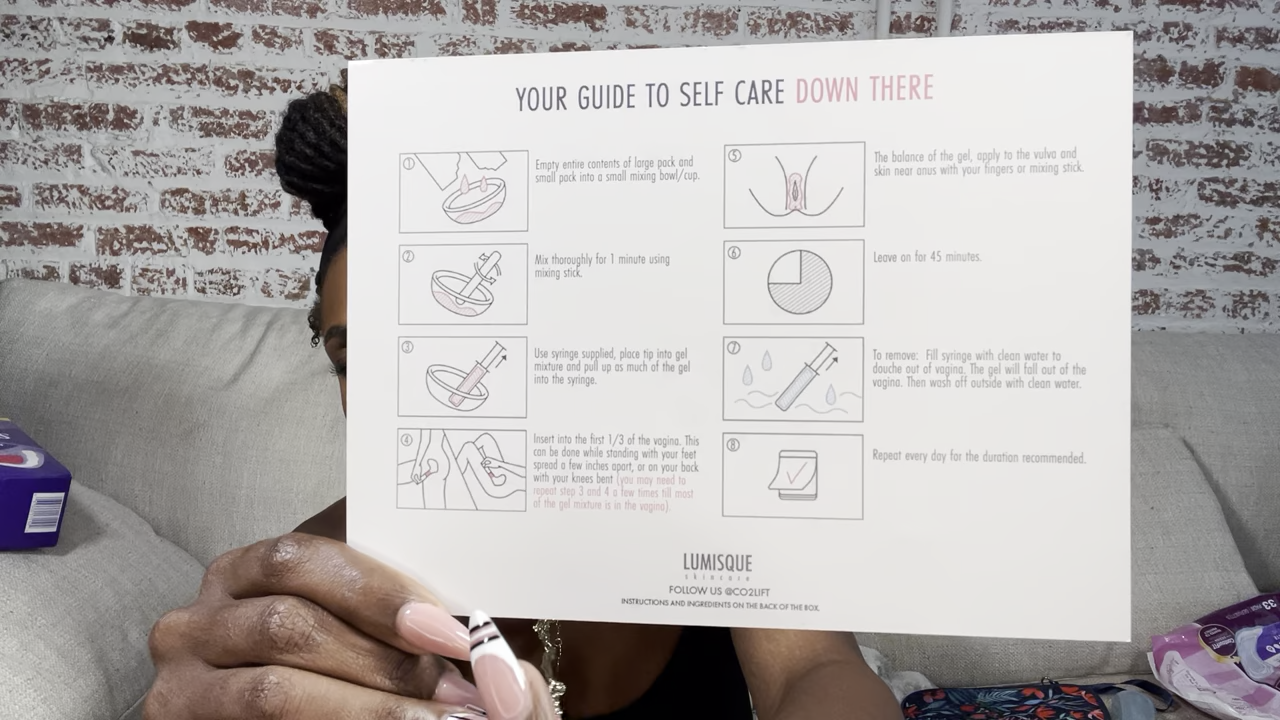 YOUR GUIDE TO SELF CARE DOWN THERE
1
Empty entire contents of large pack and
small pack into a small mixing bowl/cup.
2
Mix thoroughly for 1 minute using
mixing stick.
3
Use syringe supplied, place tip into gel
mixture and pull up as much of the gel
into the syringe.
4
Insert into the first 1/3 of the vagina. This
can be done while standing with your feet
spread a few inches apart, or on your back
with your knees bent (you may need to
repeat step 3 and 4 a few times till most
of the gel mixture is in the vagina).
5
The balance of the gel, apply to the vulva and
skin near anus with your fingers or mixing stick.
6
Leave on for 45 minutes.
7
To remove: Fill syringe with clean water to
douche out of vagina. The gel will fall out of the
vagina. Then wash off outside with clean water.
8
Repeat every day for the duration recommended.
LUMISQUE
skincare
FOLLOW US @CO2LIFT
INSTRUCTIONS AND INGREDIENTS ON THE BACK OF THE BOX.
33